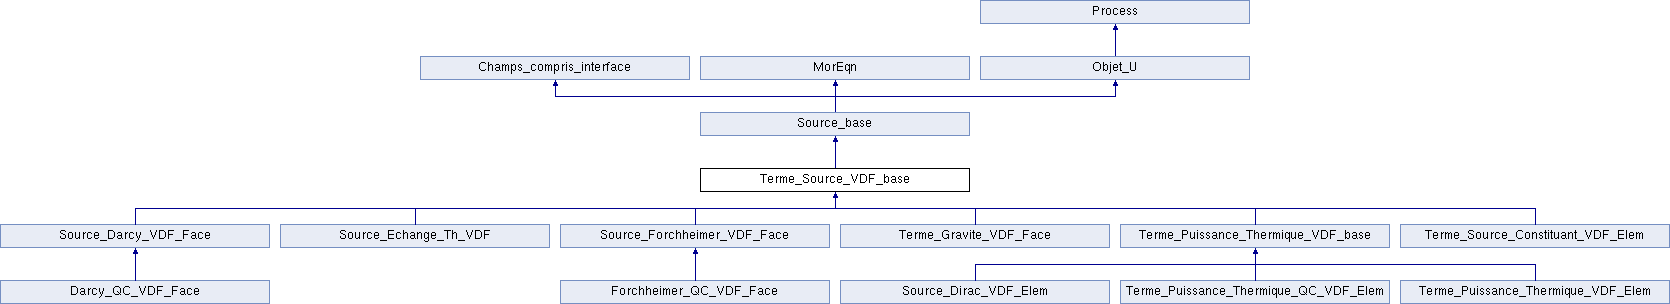 Process
Champs_compris_interface
MorEqn
Objet_U
Source_base
Terme_Source_VDF_base
Source_Darcy_VDF_Face
Source_Echange_Th_VDF
Source_Forchheimer_VDF_Face
Terme_Gravite_VDF_Face
Terme_Puissance_Thermique_VDF_base
Terme_Source_Constituant_VDF_Elem
Darcy_QC_VDF_Face
Forchheimer_QC_VDF_Face
Source_Dirac_VDF_Elem
Terme_Puissance_Thermique_QC_VDF_Elem
Terme_Puissance_Thermique_VDF_Elem